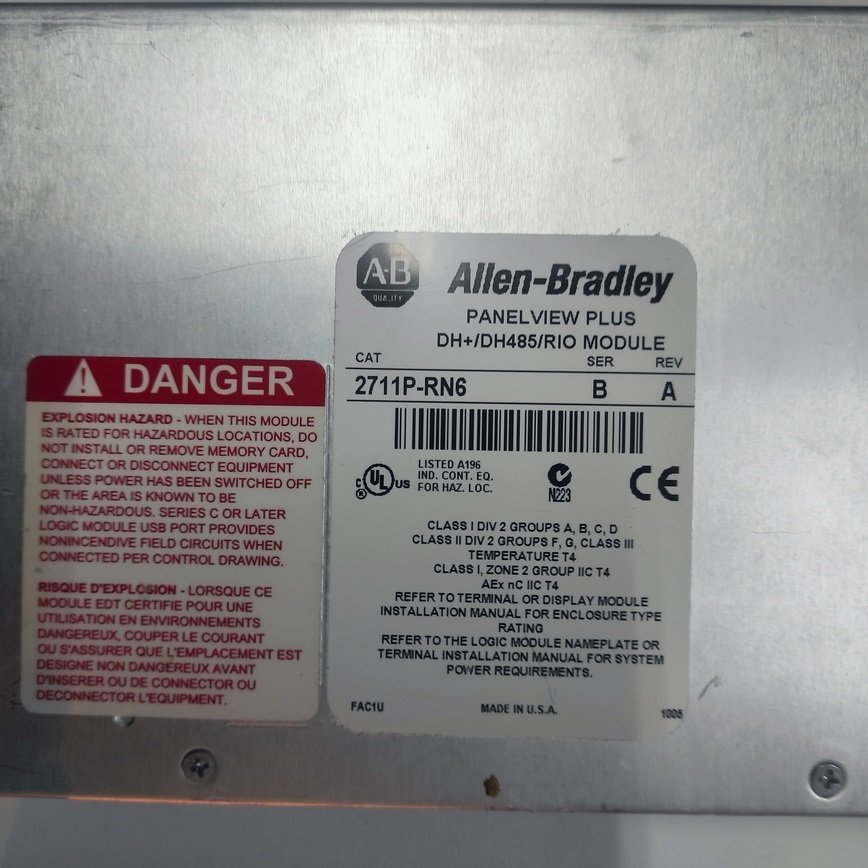 A-B
QUALITY
Allen-Bradley
PANELVIEW PLUS
DH+/DH485/RIO MODULE
CAT SER REV
2711P-RN6 B A
C UL US
LISTED A196
IND. CONT. EQ.
FOR HAZ. LOC.
N223
CE
CLASS I DIV 2 GROUPS A, B, C, D
CLASS II DIV 2 GROUPS F, G, CLASS III
TEMPERATURE T4
CLASS I, ZONE 2 GROUP IIC T4
AEx nC IIC T4
REFER TO TERMINAL OR DISPLAY MODULE
INSTALLATION MANUAL FOR ENCLOSURE TYPE
RATING
REFER TO THE LOGIC MODULE NAMEPLATE OR
TERMINAL INSTALLATION MANUAL FOR SYSTEM
POWER REQUIREMENTS.
FAC1U MADE IN U.S.A. 1005
DANGER
EXPLOSION HAZARD - WHEN THIS MODULE
IS RATED FOR HAZARDOUS LOCATIONS, DO
NOT INSTALL OR REMOVE MEMORY CARD,
CONNECT OR DISCONNECT EQUIPMENT
UNLESS POWER HAS BEEN SWITCHED OFF
OR THE AREA IS KNOWN TO BE
NON-HAZARDOUS. SERIES C OR LATER
LOGIC MODULE USB PORT PROVIDES
NONINCENDIVE FIELD CIRCUITS WHEN
CONNECTED PER CONTROL DRAWING.
RISQUE D'EXPLOSION - LORSQUE CE
MODULE EDT CERTIFIE POUR UNE
UTILISATION EN ENVIRONNEMENTS
DANGEREUX, COUPER LE COURANT
OU S'ASSURER QUE L'EMPLACEMENT EST
DESIGNE NON DANGEREUX AVANT
D'INSERER OU DE CONNECTOR OU
DECONNECTOR L'EQUIPMENT.